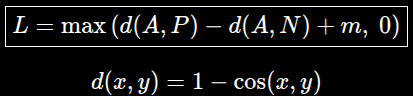 L = max (d(A, P) − d(A, N) + m, 0)
d(x, y) = 1 − cos(x, y)